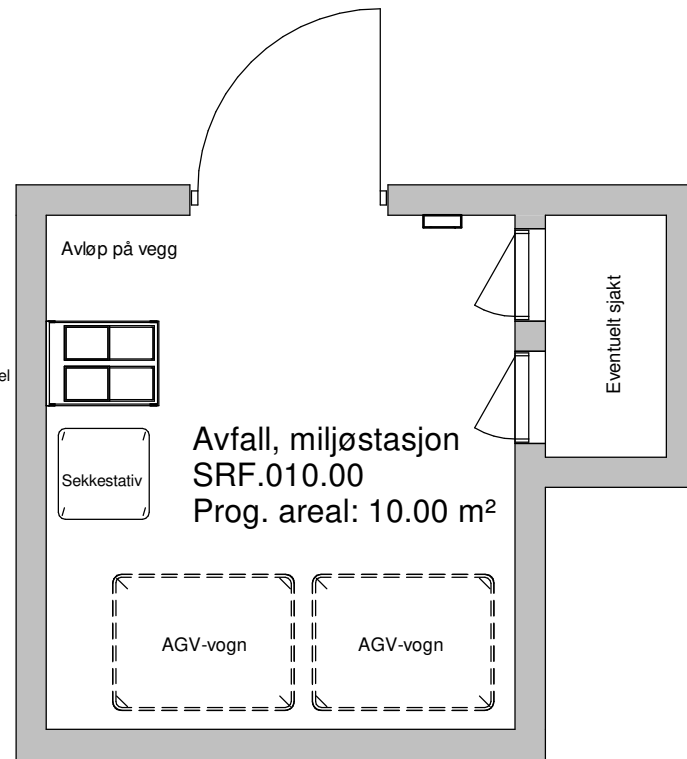 Avløp på vegg
Eventuelt sjakt
el
Avfall, miljøstasjon
SRF.010.00
Prog. areal: 10.00 m²
Sekkestativ
AGV-vogn
AGV-vogn